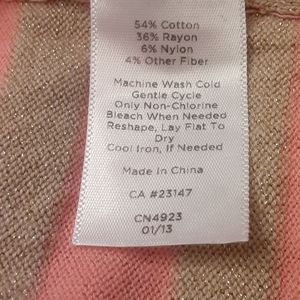 54% Cotton
36% Rayon
6% Nylon
4% Other Fiber
Machine Wash Cold
Gentle Cycle
Only Non-Chlorine
Bleach When Needed
Reshape, Lay Flat To
Dry
Cool Iron, If Needed
Made In China
CA #23147
CN4923
01/13